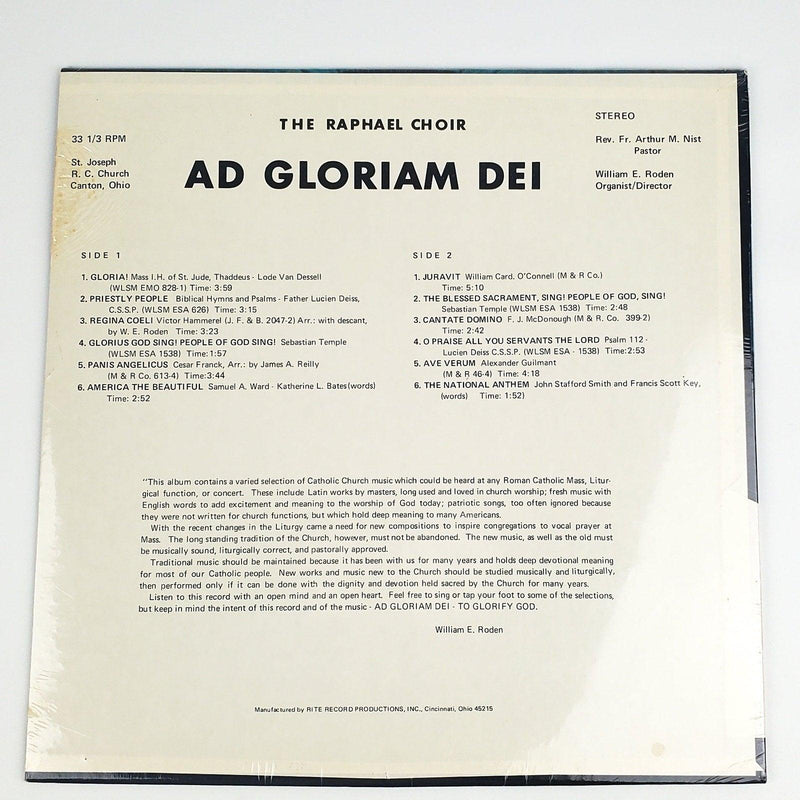 THE RAPHAEL CHOIR
STEREO
33 1/3 RPM
Rev. Fr. Arthur M. Nist
Pastor
St. Joseph
R. C. Church
Canton, Ohio
AD GLORIAM DEI
William E. Roden
Organist/Director
SIDE 1
1. GLORIA! Mass I.H. of St. Jude, Thaddeus - Lode Van Dessell
(WLSM EMO 828-1) Time: 3:59
2. PRIESTLY PEOPLE Biblical Hymns and Psalms - Father Lucien Deiss,
C.S.S.P. (WLSM ESA 626) Time: 3:15
3. REGINA COELI Victor Hammerel (J. F. & B. 2047-2) Arr.: with descant,
by W. E. Roden Time: 3:23
4. GLORIUS GOD SING! PEOPLE OF GOD SING! Sebastian Temple
(WLSM ESA 1538) Time: 1:57
5. PANIS ANGELICUS Cesar Franck, Arr.: by James A. Reilly
(M & R Co. 613-4) Time:3:44
6. AMERICA THE BEAUTIFUL Samuel A. Ward - Katherine L. Bates(words)
Time: 2:52
SIDE 2
1. JURAVIT William Card. O'Connell (M & R Co.)
Time: 5:10
2. THE BLESSED SACRAMENT, SING! PEOPLE OF GOD, SING!
Sebastian Temple (WLSM ESA 1538) Time: 2:48
3. CANTATE DOMINO F. J. McDonough (M & R. Co. 399-2)
Time: 2:42
4. O PRAISE ALL YOU SERVANTS THE LORD Psalm 112 -
Lucien Deiss C.S.S.P. (WLSM ESA - 1538) Time:2:53
5. AVE VERUM Alexander Guilmant
(M & R 46-4) Time: 4:18
6. THE NATIONAL ANTHEM John Stafford Smith and Francis Scott Key,
(words) Time: 1:52)
"This album contains a varied selection of Catholic Church music which could be heard at any Roman Catholic Mass, Litur-
gical function, or concert. These include Latin works by masters, long used and loved in church worship; fresh music with
English words to add excitement and meaning to the worship of God today; patriotic songs, too often ignored because
they were not written for church functions, but which hold deep meaning to many Americans.
With the recent changes in the Liturgy came a need for new compositions to inspire congregations to vocal prayer at
Mass. The long standing tradition of the Church, however, must not be abandoned. The new music, as well as the old must
be musically sound, liturgically correct, and pastorally approved.
Traditional music should be maintained because it has been with us for many years and holds deep devotional meaning
for most of our Catholic people. New works and music new to the Church should be studied musically and liturgically,
then performed only if it can be done with the dignity and devotion held sacred by the Church for many years.
Listen to this record with an open mind and an open heart. Feel free to sing or tap your foot to some of the selections,
but keep in mind the intent of this record and of the music - AD GLORIAM DEI - TO GLORIFY GOD.
William E. Roden
Manufactured by RITE RECORD PRODUCTIONS, INC., Cincinnati, Ohio 45215